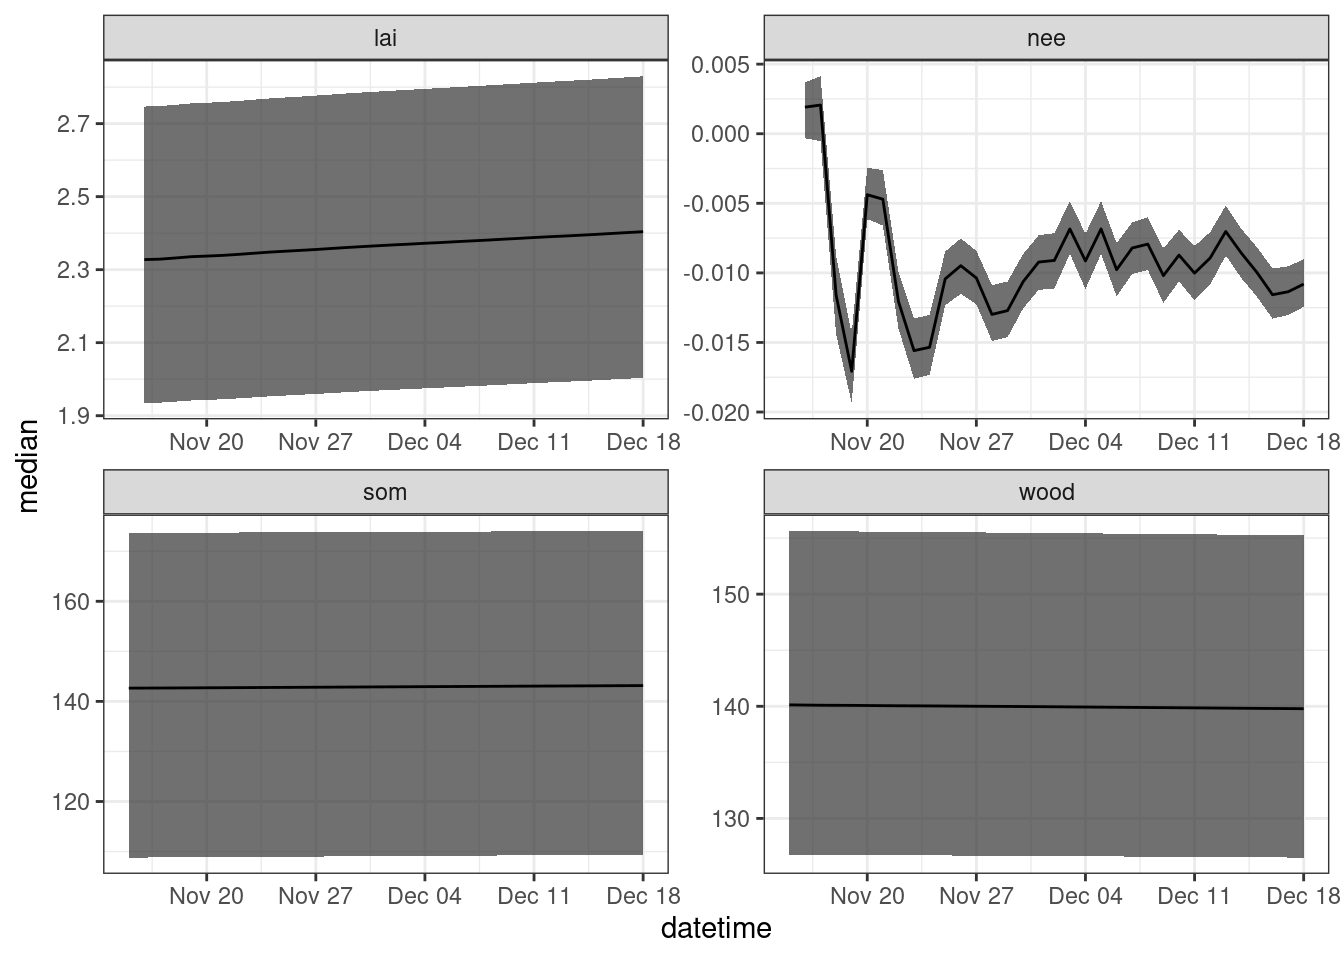 lai
nee
2.7
2.5
2.3
2.1
1.9
0.005
0.000
-0.005
-0.010
-0.015
-0.020
Nov 20 Nov 27 Dec 04 Dec 11 Dec 18
Nov 20 Nov 27 Dec 04 Dec 11 Dec 18
median
som
wood
160
140
120
150
140
130
Nov 20 Nov 27 Dec 04 Dec 11 Dec 18
Nov 20 Nov 27 Dec 04 Dec 11 Dec 18
datetime